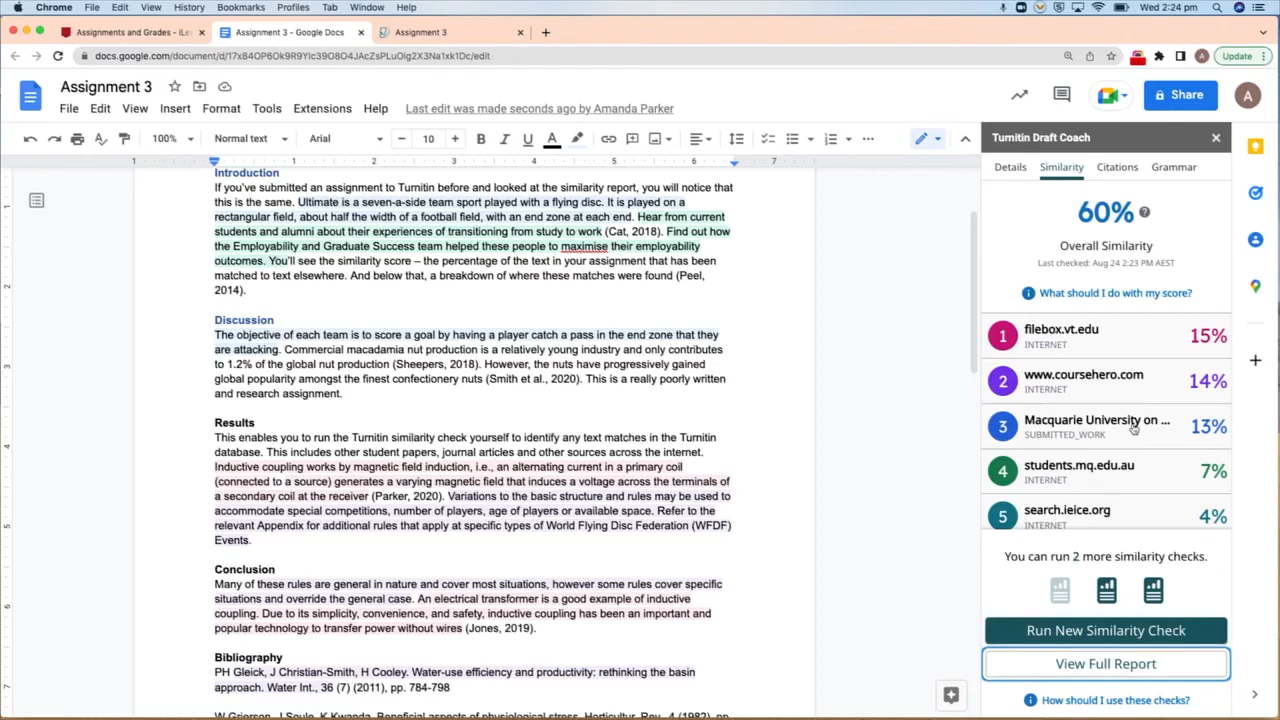 Chrome File Edit View History Bookmarks Profiles Tab Window Help Wed 2:24 pm
Assignments and Grades - iLe Assignment 3 - Google Docs Assignment 3
Update
Assignment 3
File Edit View Insert Format Tools Extensions Help Last edit was made seconds ago by Amanda Parker
Share A
100% Normal text Arial 10 B I U A
1 1 2 3 4 5 6 7
Introduction
If you've submitted an assignment to Turnitin before and looked at the similarity report, you will notice that
this is the same. Ultimate is a seven-a-side team sport played with a flying disc. It is played on a
rectangular field, about half the width of a football field, with an end zone at each end. Hear from current
students and alumni about their experiences of transitioning from study to work (Cat, 2018). Find out how
the Employability and Graduate Success team helped these people to maximise their employability
outcomes. You'll see the similarity score – the percentage of the text in your assignment that has been
matched to text elsewhere. And below that, a breakdown of where these matches were found (Peel,
2014).
Discussion
The objective of each team is to score a goal by having a player catch a pass in the end zone that they
are attacking. Commercial macadamia nut production is a relatively young industry and only contributes
to 1.2% of the global nut production (Sheepers, 2018). However, the nuts have progressively gained
global popularity amongst the finest confectionery nuts (Smith et al., 2020). This is a really poorly written
and research assignment.
Results
This enables you to run the Turnitin similarity check yourself to identify any text matches in the Turnitin
database. This includes other student papers, journal articles and other sources across the internet.
Inductive coupling works by magnetic field induction, i.e., an alternating current in a primary coil
(connected to a source) generates a varying magnetic field that induces a voltage across the terminals of
a secondary coil at the receiver (Parker, 2020). Variations to the basic structure and rules may be used to
accommodate special competitions, number of players, age of players or available space. Refer to the
relevant Appendix for additional rules that apply at specific types of World Flying Disc Federation (WFDF)
Events.
Conclusion
Many of these rules are general in nature and cover most situations, however some rules cover specific
situations and override the general case. An electrical transformer is a good example of inductive
coupling. Due to its simplicity, convenience, and safety, inductive coupling has been an important and
popular technology to transfer power without wires (Jones, 2019).
Bibliography
PH Gleick, J Christian-Smith, H Cooley. Water-use efficiency and productivity: rethinking the basin
approach. Water Int., 36 (7) (2011), pp. 784-798
W Grierson, J Soule, K Kwanda. Beneficial aspects of physiological stress. Horticultur. Rev., 4 (1982), pp.
Turnitin Draft Coach
Details Similarity Citations Grammar
60%
Overall Similarity
Last checked: Aug 24 2:23 PM AEST
What should I do with my score?
1 filebox.vt.edu 15%
INTERNET
2 www.coursehero.com 14%
INTERNET
3 Macquarie University on ... 13%
SUBMITTED_WORK
4 students.mq.edu.au 7%
INTERNET
5 search.ieice.org 4%
INTERNET
You can run 2 more similarity checks.
Run New Similarity Check
View Full Report
How should I use these checks?